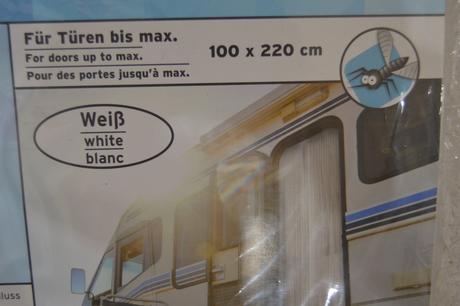 Für Türen bis max.
For doors up to max.
Pour des portes jusqu'à max.
100 x 220 cm
Weiß
white
blanc